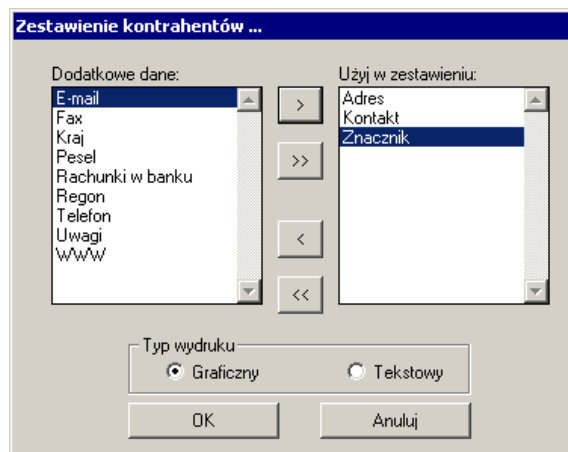 Zestawienie kontrahentów ...
Dodatkowe dane:
E-mail
Fax
Kraj
Pesel
Rachunki w banku
Regon
Telefon
Uwagi
WWW
>
>>
<
<<
Użyj w zestawieniu:
Adres
Kontakt
Znacznik
Typ wydruku
Graficzny
Tekstowy
OK
Anuluj